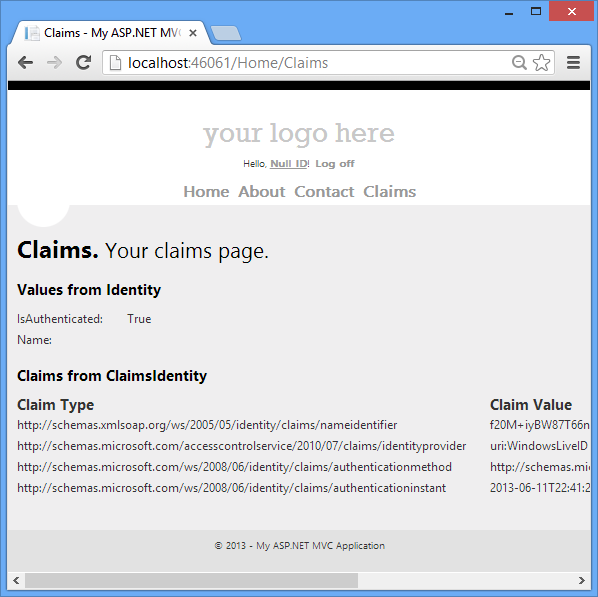 Claims - My ASP.NET MVC
localhost:46061/Home/Claims
your logo here
Hello, Null ID! Log off
Home About Contact Claims
Claims. Your claims page.
Values from Identity
IsAuthenticated: True
Name:
Claims from ClaimsIdentity
Claim Type Claim Value
http://schemas.xmlsoap.org/ws/2005/05/identity/claims/nameidentifier f20M+iyBW87T66n
http://schemas.microsoft.com/accesscontrolservice/2010/07/claims/identityprovider uri:WindowsLiveID
http://schemas.microsoft.com/ws/2008/06/identity/claims/authenticationmethod http://schemas.mi
http://schemas.microsoft.com/ws/2008/06/identity/claims/authenticationinstant 2013-06-11T22:41:2
© 2013 - My ASP.NET MVC Application